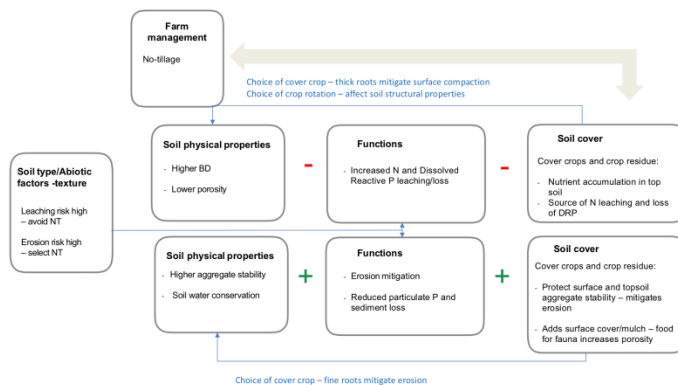 Farm
management
No-tillage
Choice of cover crop – thick roots mitigate surface compaction
Choice of crop rotation – affect soil structural properties
Soil physical properties
- Higher BD
- Lower porosity
-
Functions
- Increased N and Dissolved
Reactive P leaching/loss
-
Soil cover
Cover crops and crop residue:
- Nutrient accumulation in top
soil
- Source of N leaching and loss
of DRP
Soil type/Abiotic
factors -texture
Leaching risk high
– avoid NT
Erosion risk high
– select NT
Soil physical properties
- Higher aggregate stability
- Soil water conservation
+
Functions
- Erosion mitigation
- Reduced particulate P and
sediment loss
+
Soil cover
Cover crops and crop residue:
- Protect surface and topsoil
aggregate stability – mitigates
erosion
- Adds surface cover/mulch – food
for fauna increases porosity
Choice of cover crop – fine roots mitigate erosion